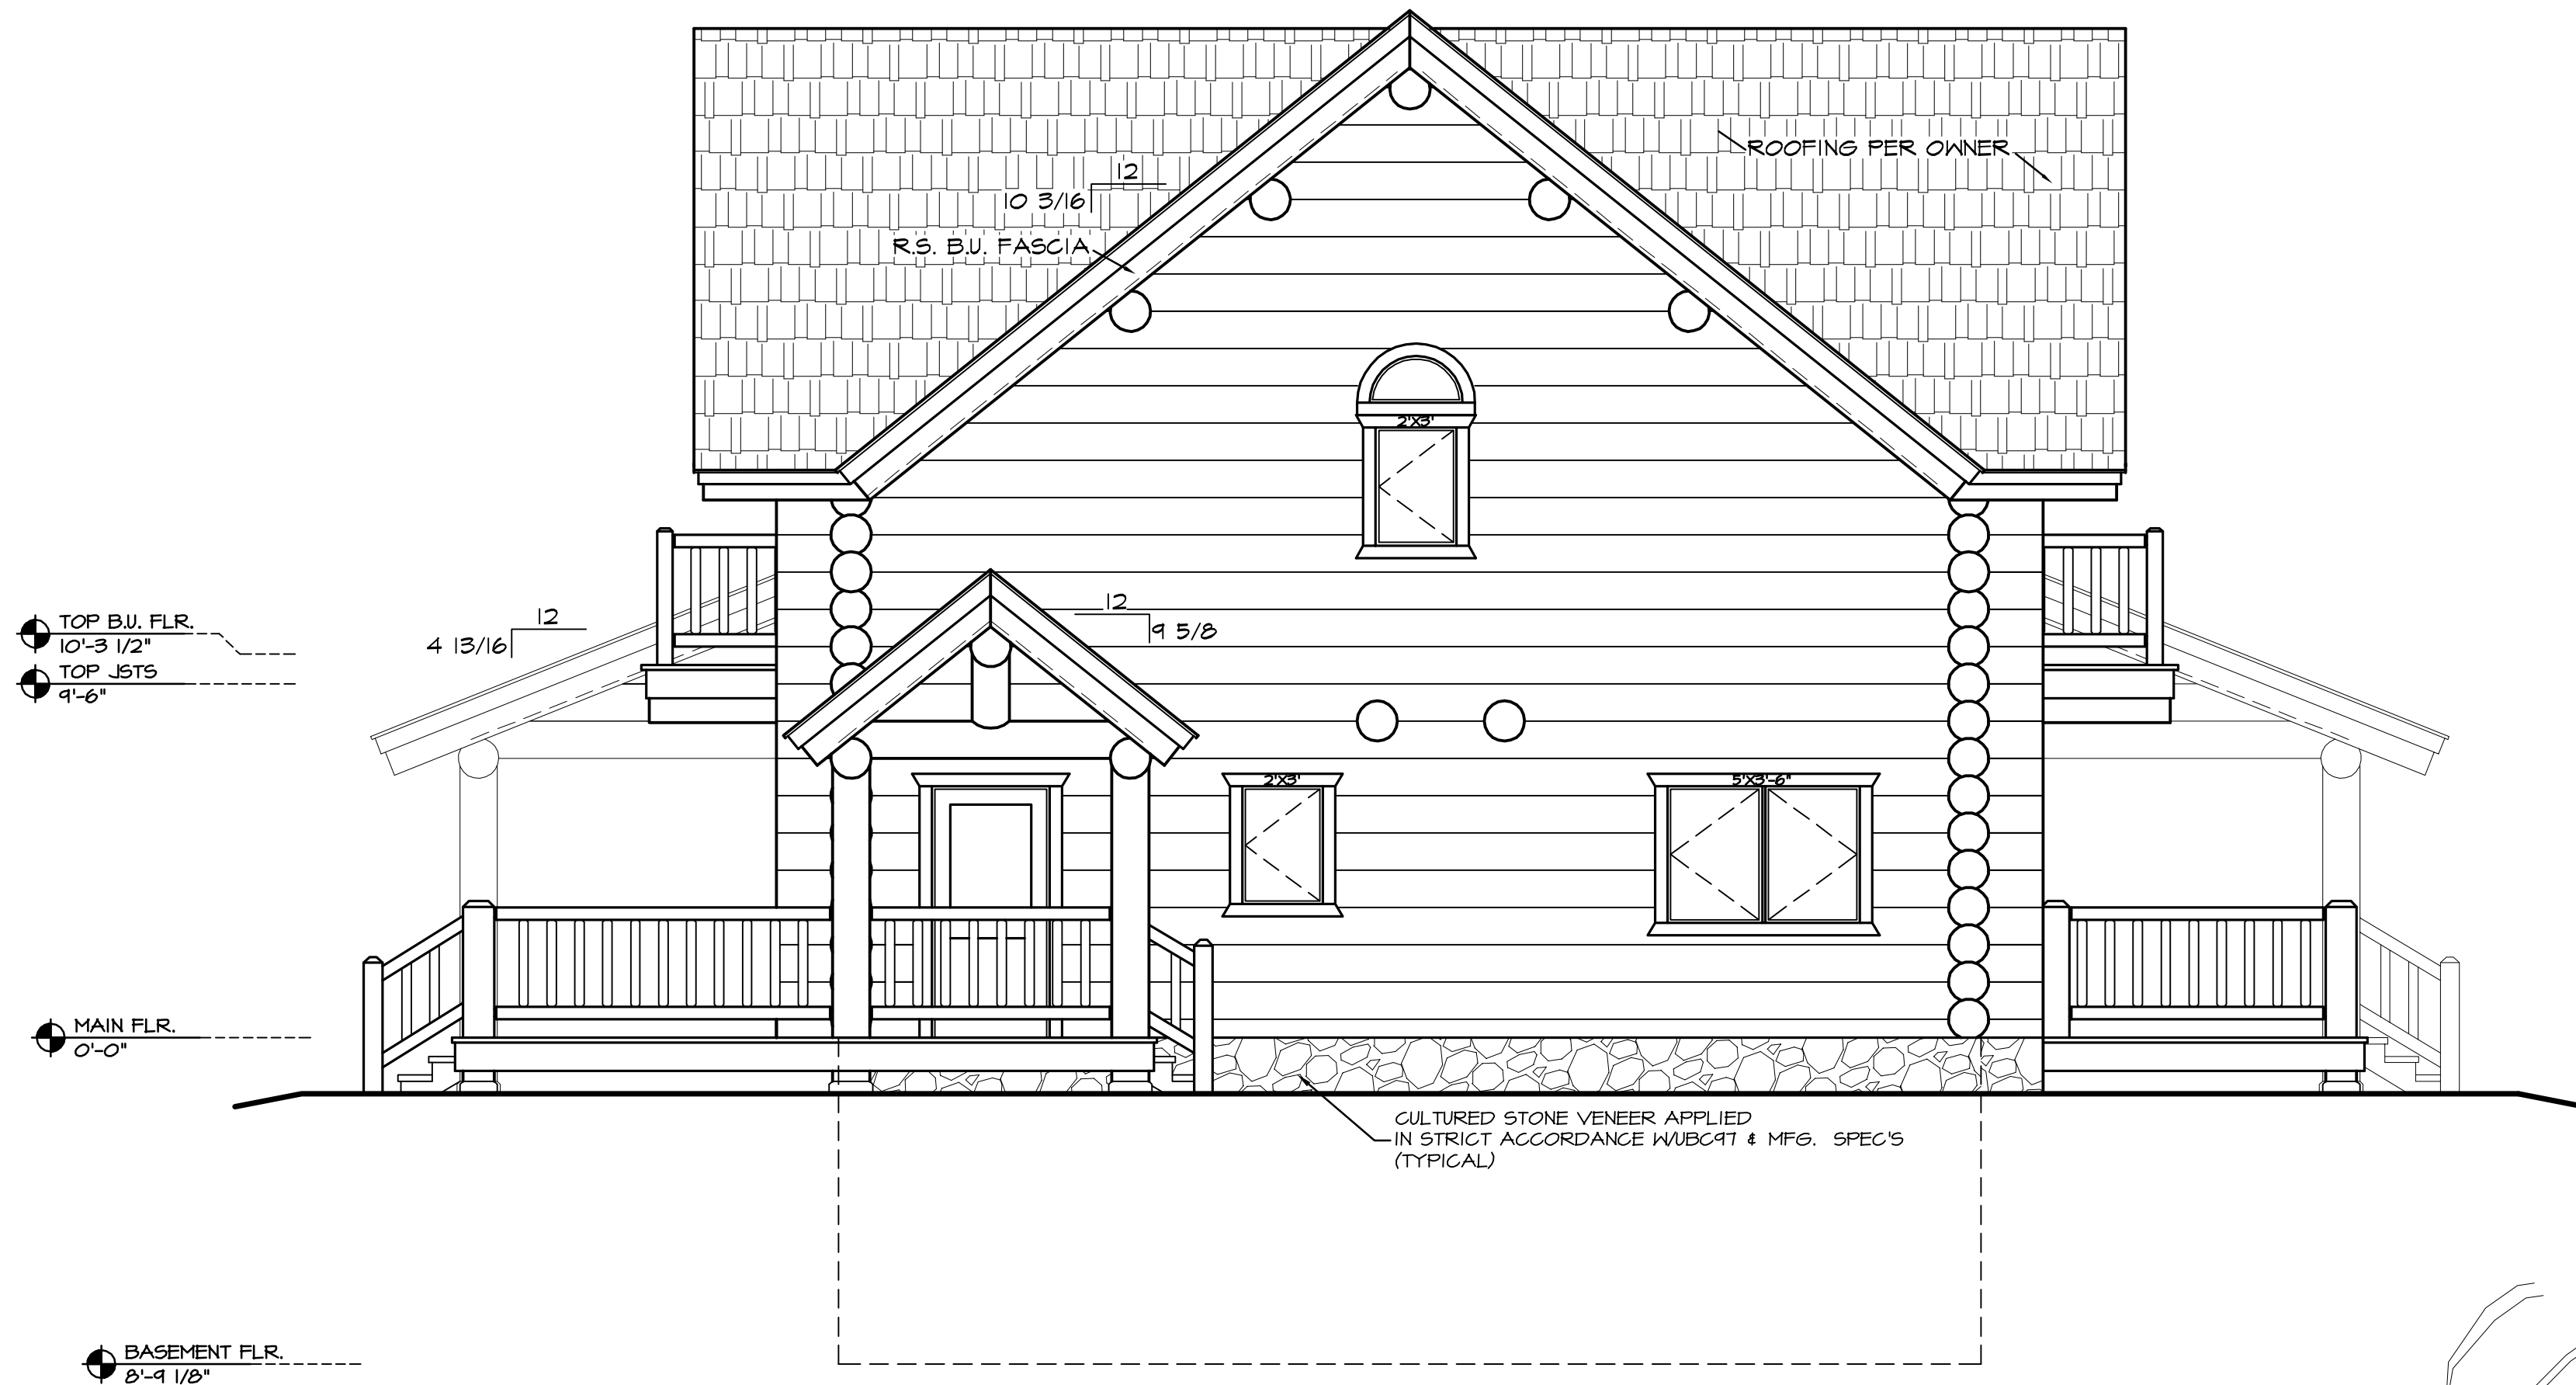 ROOFING PER OWNER
12
10 3/16
R.S. B.U. FASCIA
2'X3'
12
4 13/16
12
9 5/8
TOP B.U. FLR.
10'-3 1/2"
TOP JSTS
9'-6"
2'X3'
5'X3'-6"
MAIN FLR.
0'-0"
CULTURED STONE VENEER APPLIED
IN STRICT ACCORDANCE W/UBC97 & MFG. SPEC'S
(TYPICAL)
BASEMENT FLR.
8'-9 1/8"